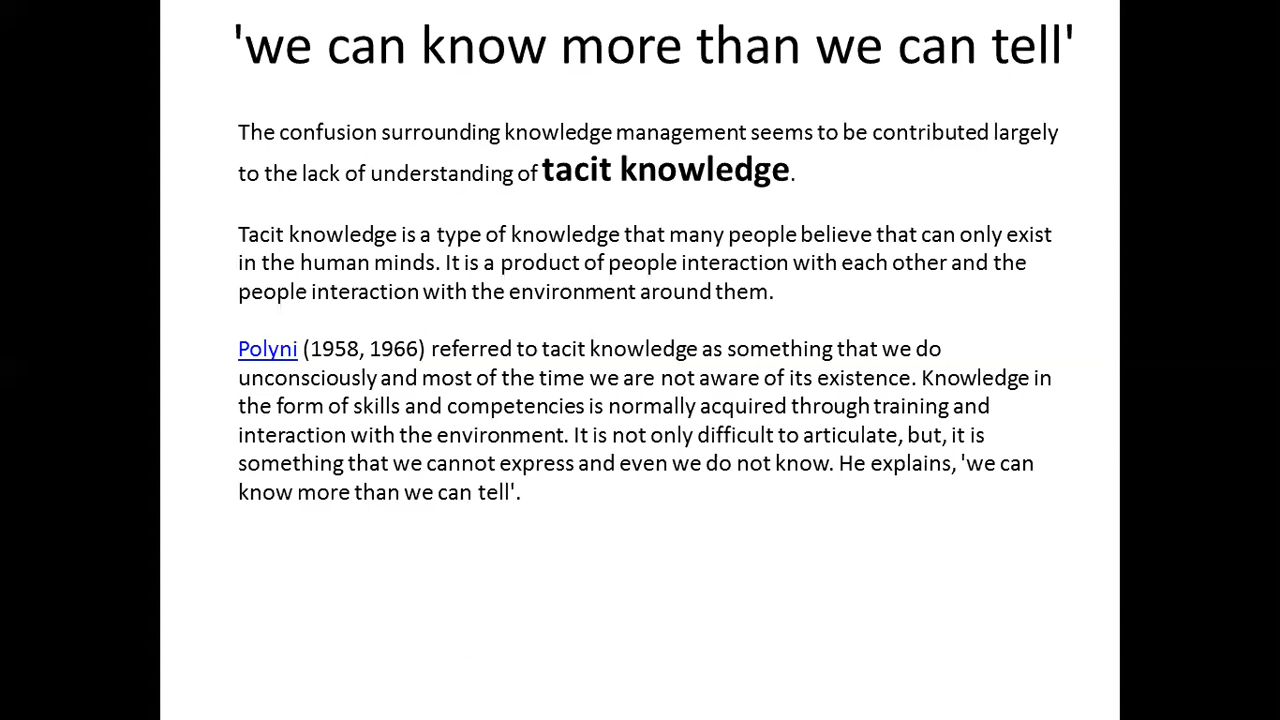 'we can know more than we can tell'
The confusion surrounding knowledge management seems to be contributed largely
to the lack of understanding of tacit knowledge.
Tacit knowledge is a type of knowledge that many people believe that can only exist
in the human minds. It is a product of people interaction with each other and the
people interaction with the environment around them.
Polyni (1958, 1966) referred to tacit knowledge as something that we do
unconsciously and most of the time we are not aware of its existence. Knowledge in
the form of skills and competencies is normally acquired through training and
interaction with the environment. It is not only difficult to articulate, but, it is
something that we cannot express and even we do not know. He explains, 'we can
know more than we can tell'.